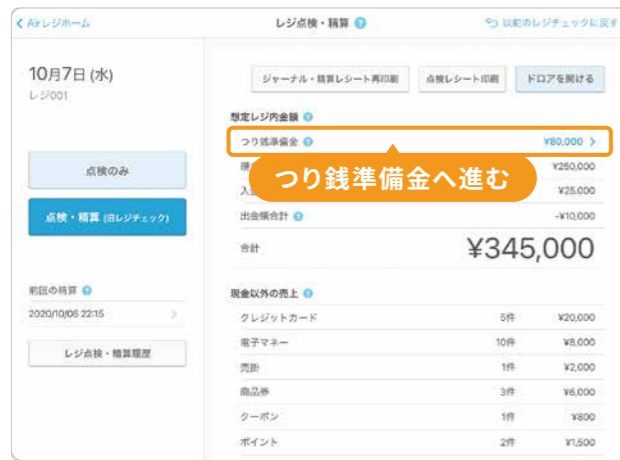 Airレジホーム
レジ点検・精算
以前のレジチェックに戻す
10月7日 (水)
レジ001
点検のみ
点検・精算 (旧レジチェック)
前回の精算
2020/10/06 22:15
レジ点検・精算履歴
ジャーナル・精算レシート再印刷
点検レシート印刷
ドロアを開ける
想定レジ内金額
つり銭準備金 ¥80,000
つり銭準備金へ進む
¥250,000
¥25,000
出金額合計 -¥10,000
合計 ¥345,000
現金以外の売上
クレジットカード 5件 ¥20,000
電子マネー 10件 ¥8,000
売掛 1件 ¥2,000
商品券 3件 ¥6,000
クーポン 1件 ¥800
ポイント 2件 ¥1,500